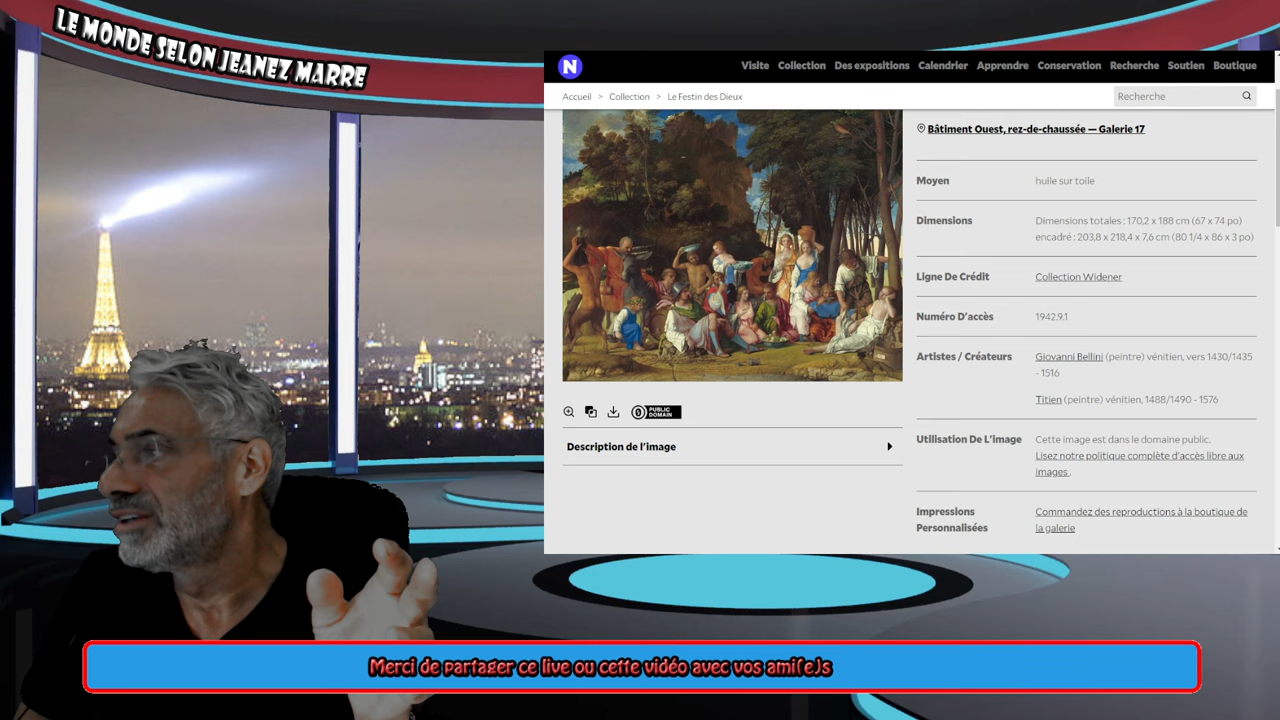 LE MONDE SELON JEANEZ MARRE
N
Visite Collection Des expositions Calendrier Apprendre Conservation Recherche Soutien Boutique
Accueil > Collection > Le Festin des Dieux
Recherche
Bâtiment Ouest, rez-de-chaussée — Galerie 17
Moyen huile sur toile
Dimensions Dimensions totales : 170,2 x 188 cm (67 x 74 po)
encadré : 203,8 x 218,4 x 7,6 cm (80 1/4 x 86 x 3 po)
Ligne De Crédit Collection Widener
Numéro D'accès 1942.9.1
Artistes / Créateurs Giovanni Bellini (peintre) vénitien, vers 1430/1435
- 1516
Titien (peintre) vénitien, 1488/1490 - 1576
PUBLIC
DOMAIN
Description de l'image
Utilisation De L'image Cette image est dans le domaine public.
Lisez notre politique complète d'accès libre aux
images .
Impressions Commandez des reproductions à la boutique de
Personnalisées la galerie
Merci de partager ce live ou cette vidéo avec vos ami(e)s